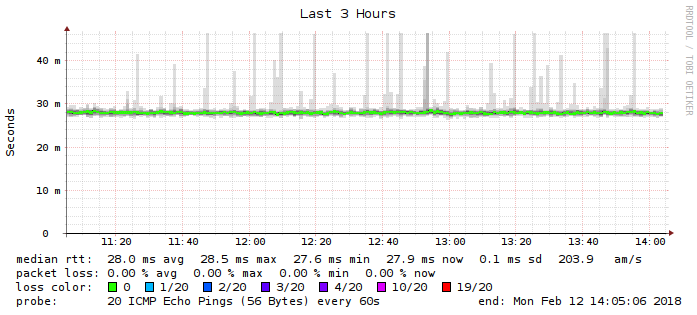 Last 3 Hours
RRDTOOL / TOBI OETIKER
Seconds
40 m
30 m
20 m
10 m
0
11:20 11:40 12:00 12:20 12:40 13:00 13:20 13:40 14:00
median rtt: 28.0 ms avg 28.5 ms max 27.6 ms min 27.9 ms now 0.1 ms sd 203.9 am/s
packet loss: 0.00 % avg 0.00 % max 0.00 % min 0.00 % now
loss color: 0 1/20 2/20 3/20 4/20 10/20 19/20
probe: 20 ICMP Echo Pings (56 Bytes) every 60s end: Mon Feb 12 14:05:06 2018